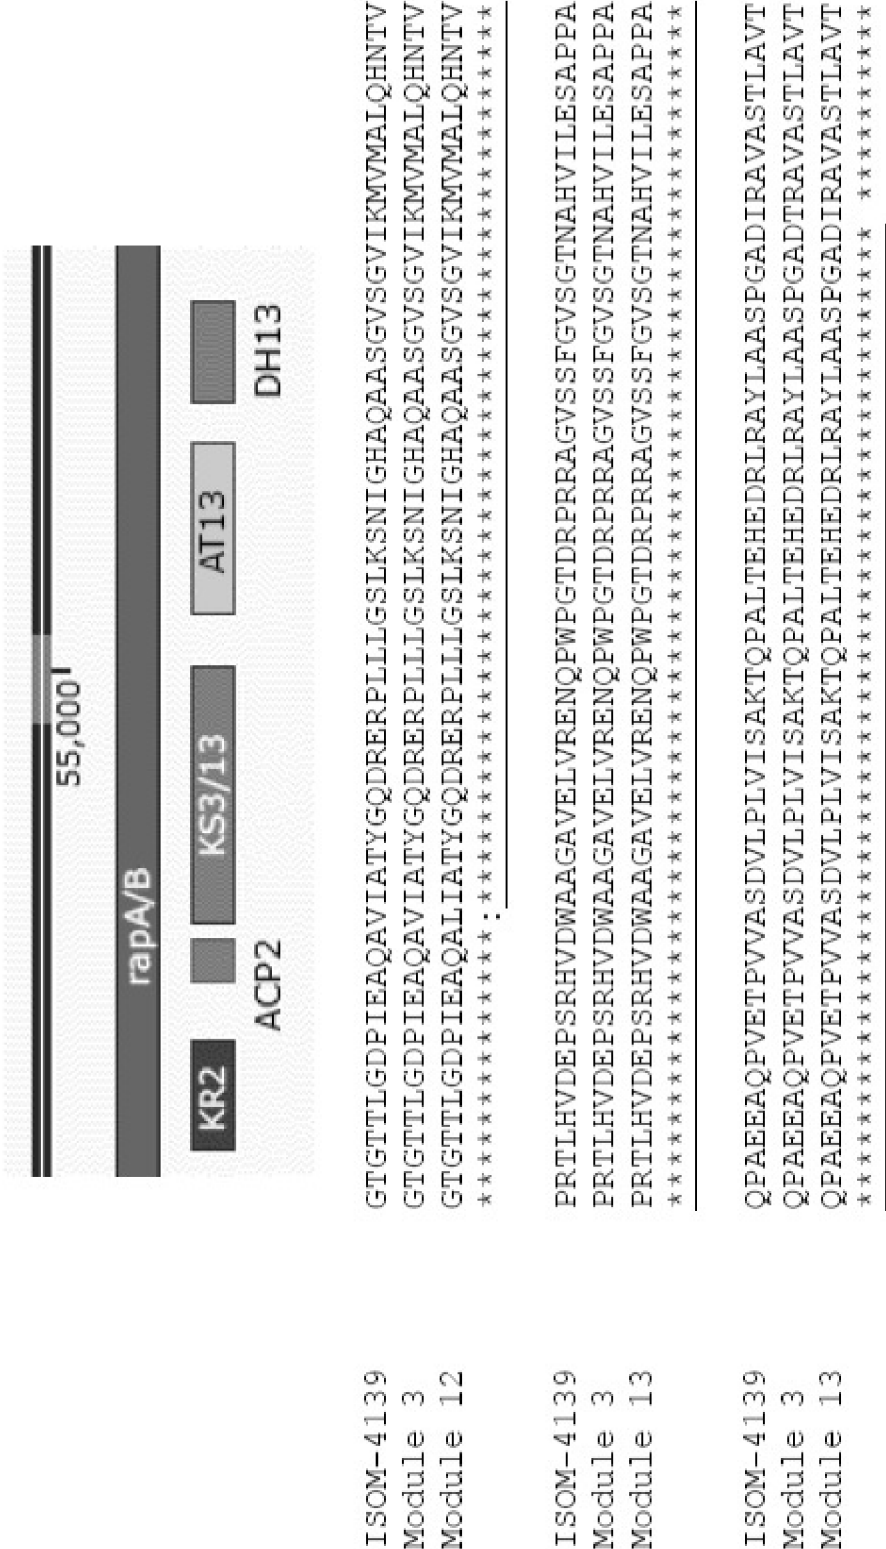 55,000
rapA/B
KR2
ACP2
KS3/13
AT13
DH13
ISOM-4139 GTGTTLGDPIEAQAVIATYGQDRERPLLLGSLKSNIGHAQAASGVSGVIKMVMALQHNTV
Module 3 GTGTTLGDPIEAQAVIATYGQDRERPLLLGSLKSNIGHAQAASGVSGVIKMVMALQHNTV
Module 12 GTGTTLGDPIEAQALIATYGQDRERPLLLGSLKSNIGHAQAASGVSGVIKMVMALQHNTV
**************:*********************************************
ISOM-4139 PRTLHVDEPSRHVDWAAGAVELVRENQPWPGTDRPRRAGVSSFGVSGTNAHVILESAPPA
Module 3 PRTLHVDEPSRHVDWAAGAVELVRENQPWPGTDRPRRAGVSSFGVSGTNAHVILESAPPA
Module 13 PRTLHVDEPSRHVDWAAGAVELVRENQPWPGTDRPRRAGVSSFGVSGTNAHVILESAPPA
************************************************************
ISOM-4139 QPAEEAQPVETPVVASDVLPLVISAKTQPALTEHEDRLRAYLAASPGADIRAVASTLAVT
Module 3 QPAEEAQPVETPVVASDVLPLVISAKTQPALTEHEDRLRAYLAASPGADTRAVASTLAVT
Module 13 QPAEEAQPVETPVVASDVLPLVISAKTQPALTEHEDRLRAYLAASPGADIRAVASTLAVT
************************************************* **********